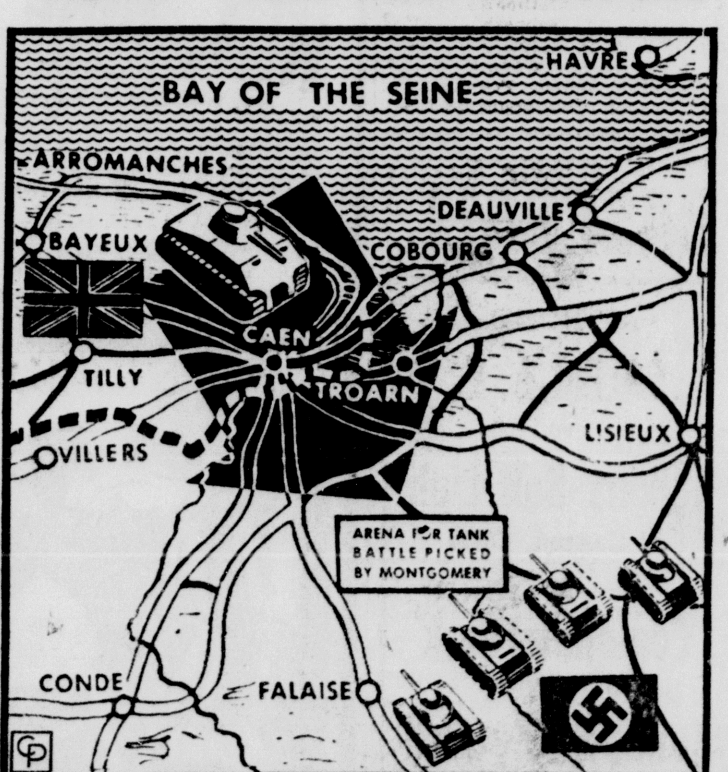 HAVRE
BAY OF THE SEINE
ARROMANCHES
DEAUVILLE
BAYEUX
COBOURG
CAEN
TILLY
TROARN
LISIEUX
VILLERS
ARENA FOR TANK
BATTLE PICKED
BY MONTGOMERY
CONDE
FALAISE
CP